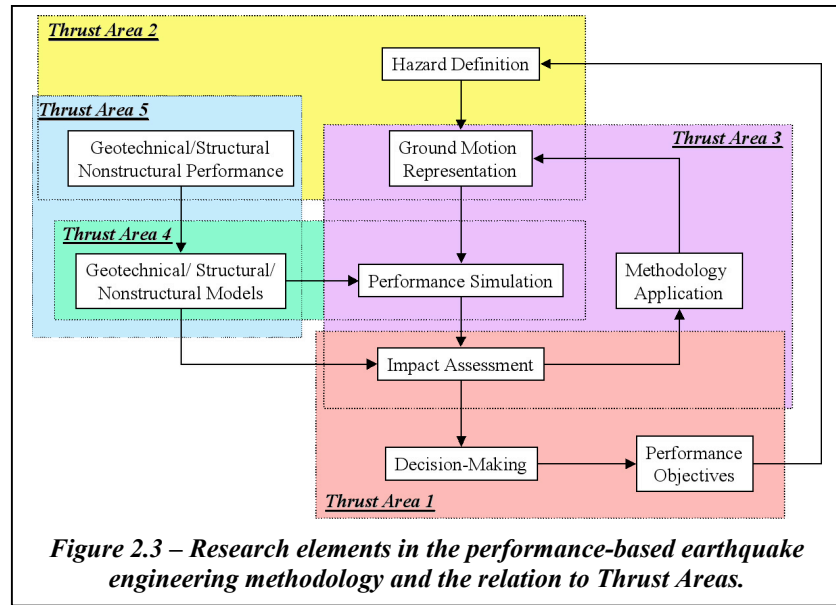 Thrust Area 2
Hazard Definition
Thrust Area 5
Geotechnical/Structural
Nonstructural Performance
Ground Motion
Representation
Thrust Area 3
Thrust Area 4
Geotechnical/ Structural/
Nonstructural Models
Performance Simulation
Methodology
Application
Impact Assessment
Decision-Making
Performance
Objectives
Thrust Area 1
Figure 2.3 – Research elements in the performance-based earthquake
engineering methodology and the relation to Thrust Areas.